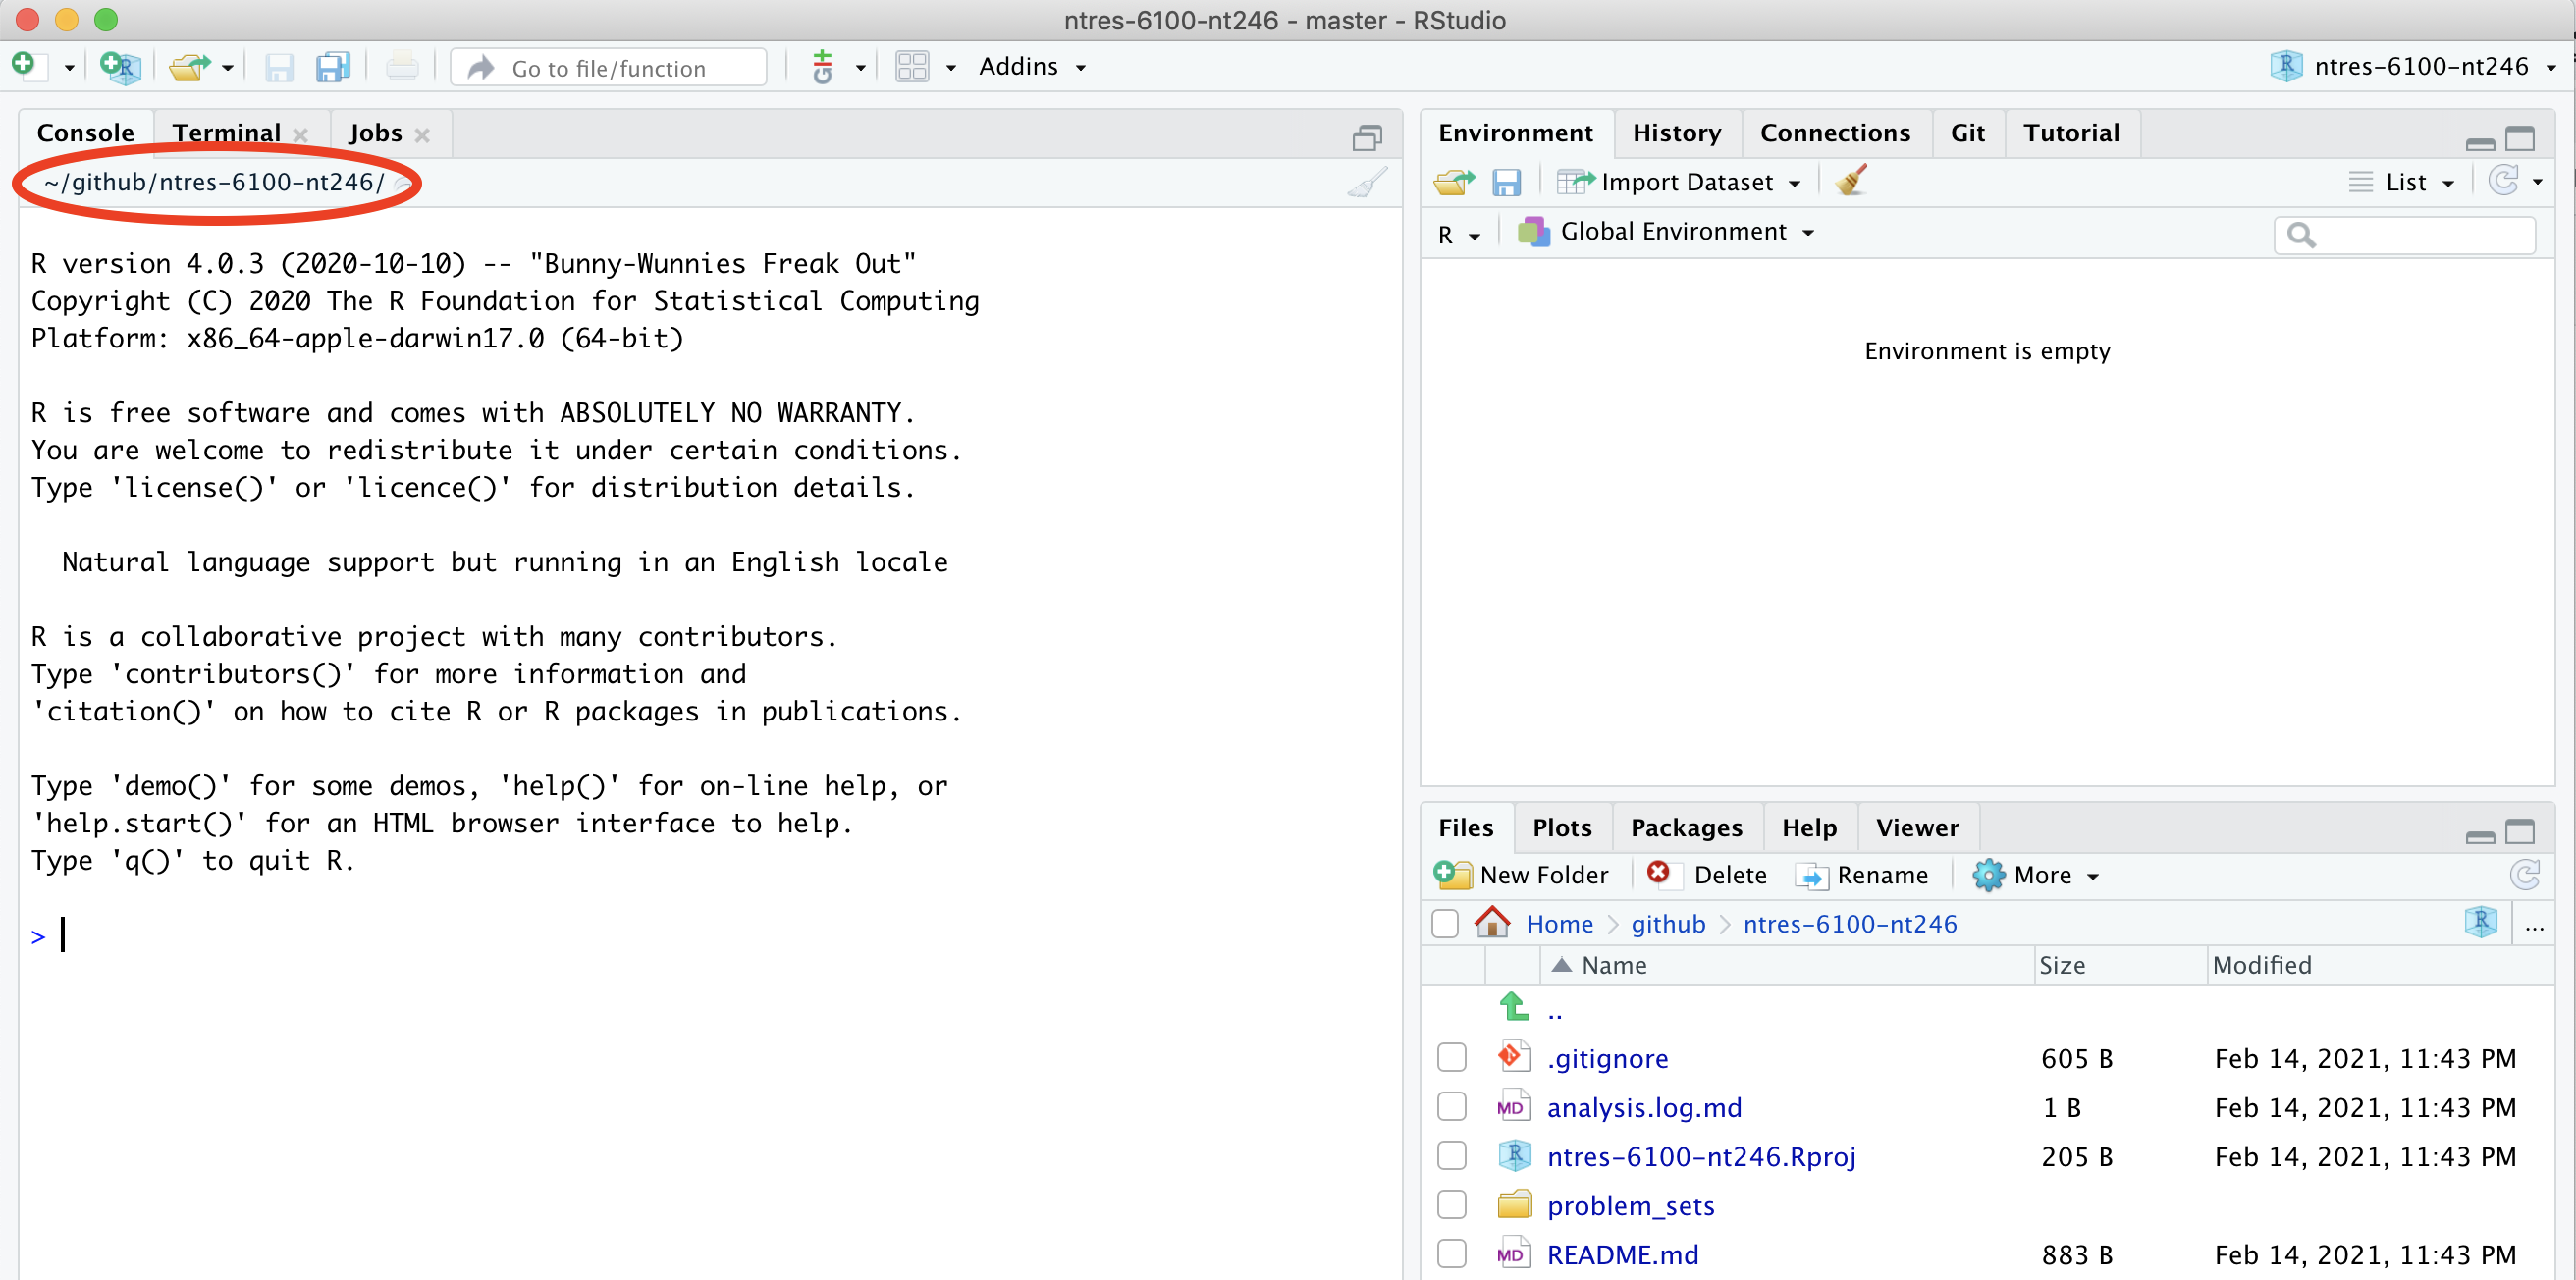 ntres-6100-nt246 - master - RStudio
Go to file/function
Addins
ntres-6100-nt246
Console Terminal Jobs
~/github/ntres-6100-nt246/
R version 4.0.3 (2020-10-10) -- "Bunny-Wunnies Freak Out"
Copyright (C) 2020 The R Foundation for Statistical Computing
Platform: x86_64-apple-darwin17.0 (64-bit)
R is free software and comes with ABSOLUTELY NO WARRANTY.
You are welcome to redistribute it under certain conditions.
Type 'license()' or 'licence()' for distribution details.
Natural language support but running in an English locale
R is a collaborative project with many contributors.
Type 'contributors()' for more information and
'citation()' on how to cite R or R packages in publications.
Type 'demo()' for some demos, 'help()' for on-line help, or
'help.start()' for an HTML browser interface to help.
Type 'q()' to quit R.
>
Environment History Connections Git Tutorial
Import Dataset List
R Global Environment
Environment is empty
Files Plots Packages Help Viewer
New Folder Delete Rename More
Home github ntres-6100-nt246 ...
Name Size Modified
..
.gitignore 605 B Feb 14, 2021, 11:43 PM
analysis.log.md 1 B Feb 14, 2021, 11:43 PM
ntres-6100-nt246.Rproj 205 B Feb 14, 2021, 11:43 PM
problem_sets
README.md 883 B Feb 14, 2021, 11:43 PM